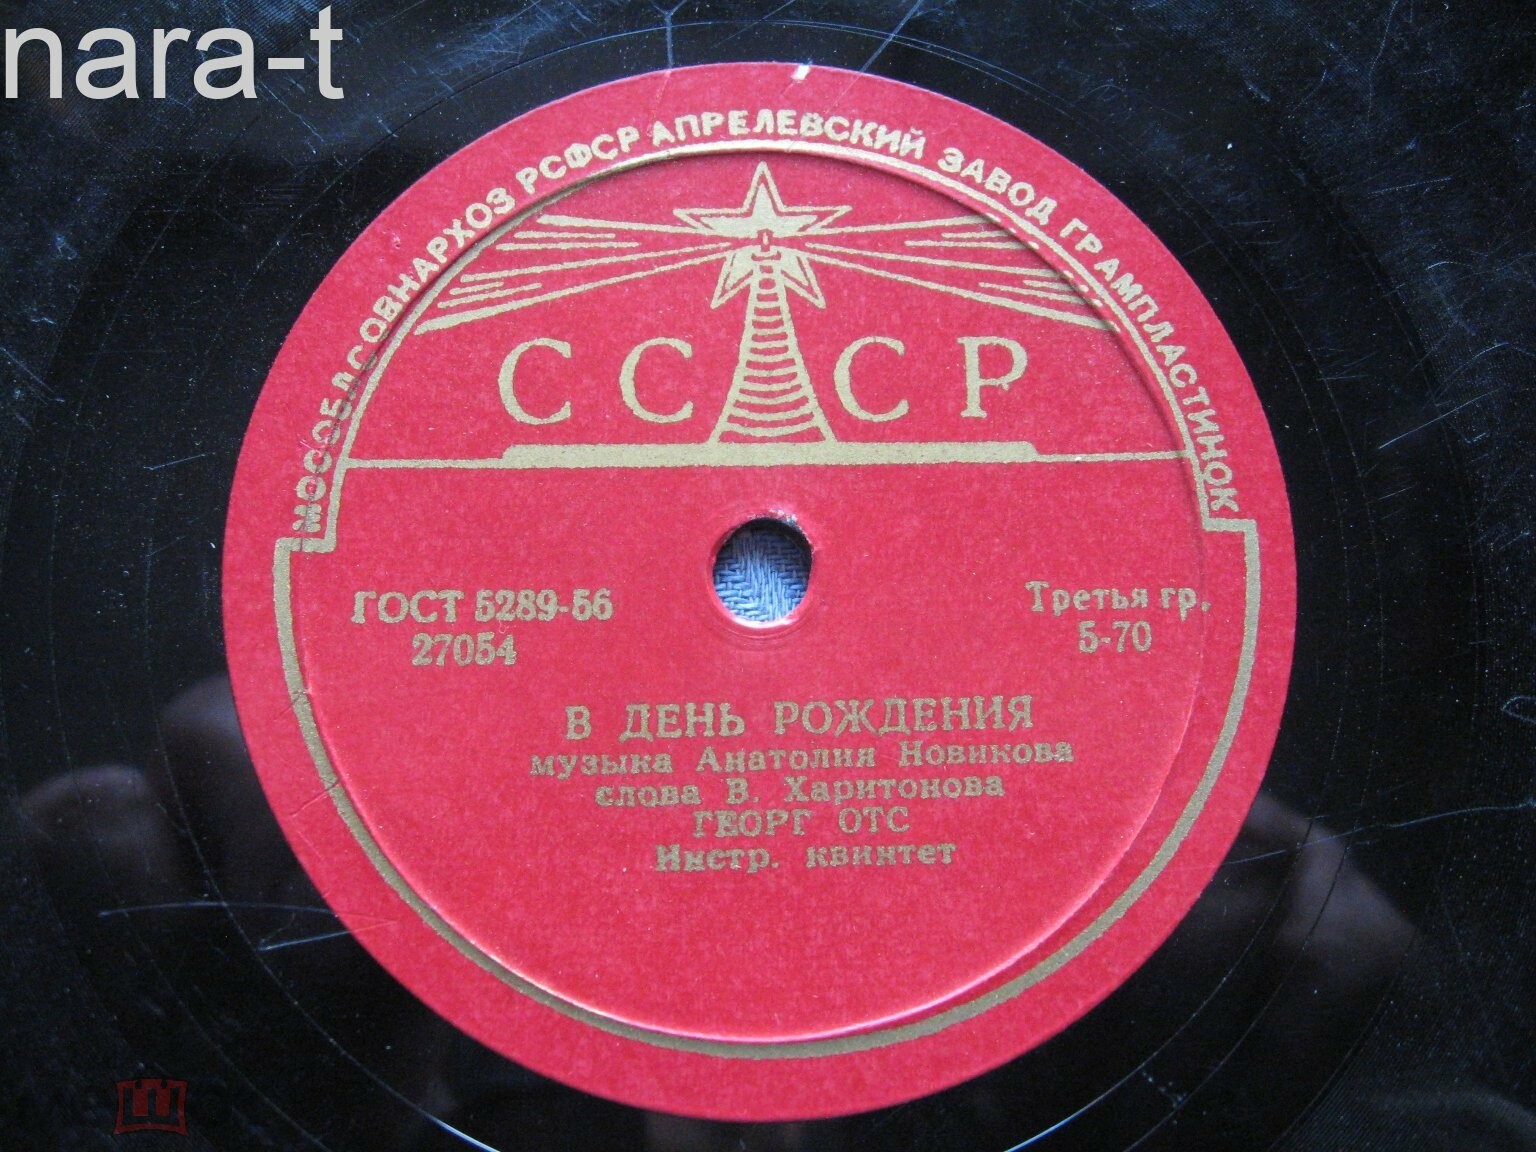 nara-t
МОСОБЛСОВНАРХОЗ РСФСР АПРЕЛЕВСКИЙ ЗАВОД ГРАМПЛАСТИНОК
СССР
ГОСТ 5289-56
27054
Третья гр.
5-70
В ДЕНЬ РОЖДЕНИЯ
музыка Анатолия Новикова
слова В. Харитонова
ГЕОРГ ОТС
Инстр. квинтет